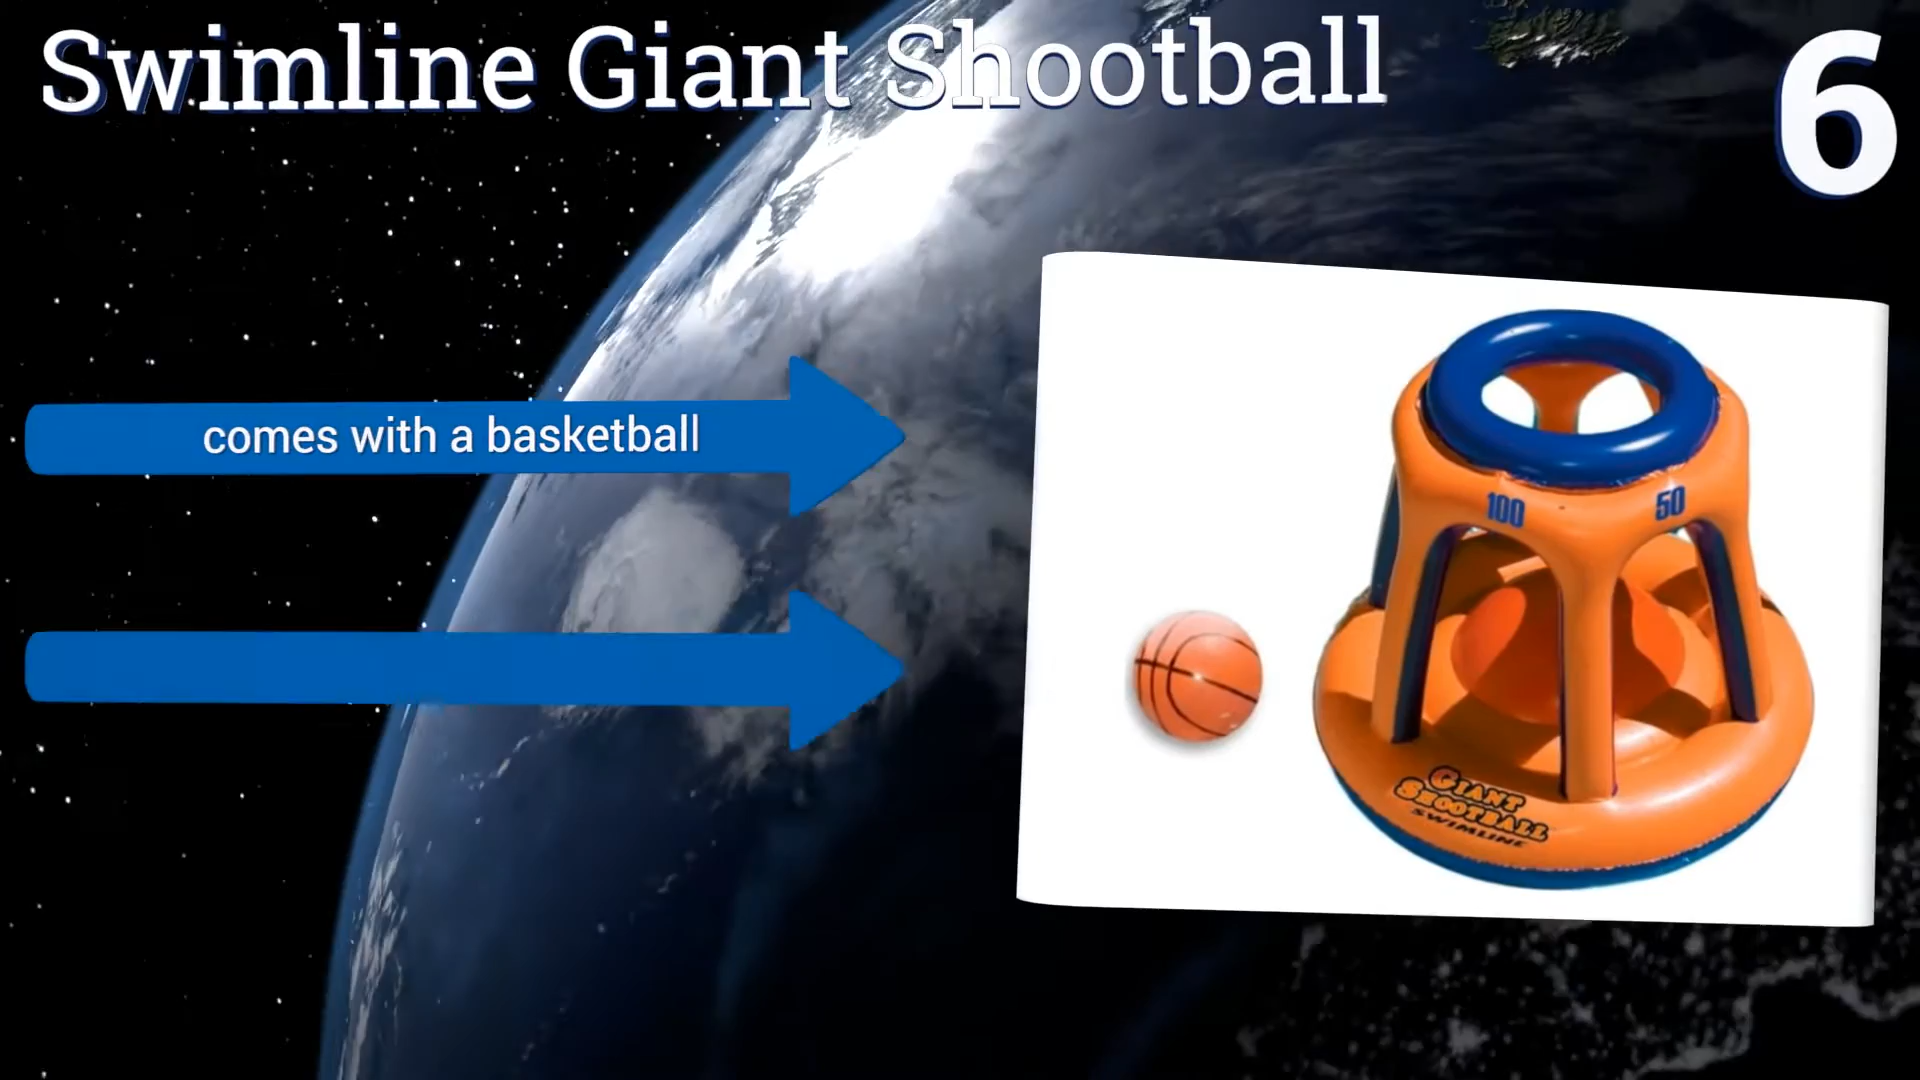 Swimline Giant Shootball
6
comes with a basketball
100
50
GIANT
SHOOTBALL
SWIMLINE